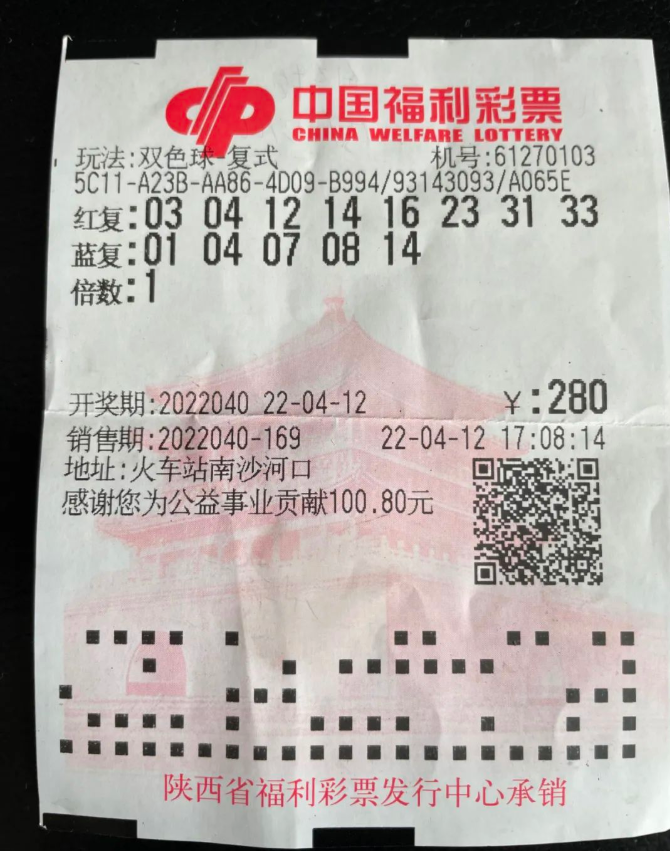 中国福利彩票
CHINA WELFARE LOTTERY
玩法:双色球-复式 机号:61270103
5C11-A23B-AA86-4D09-B994/93143093/A065E
红复:03 04 12 14 16 23 31 33
蓝复:01 04 07 08 14
倍数:1
开奖期:2022040 22-04-12 ¥:280
销售期:2022040-169 22-04-12 17:08:14
地址:火车站南沙河口
感谢您为公益事业贡献100.80元
陕西省福利彩票发行中心承销